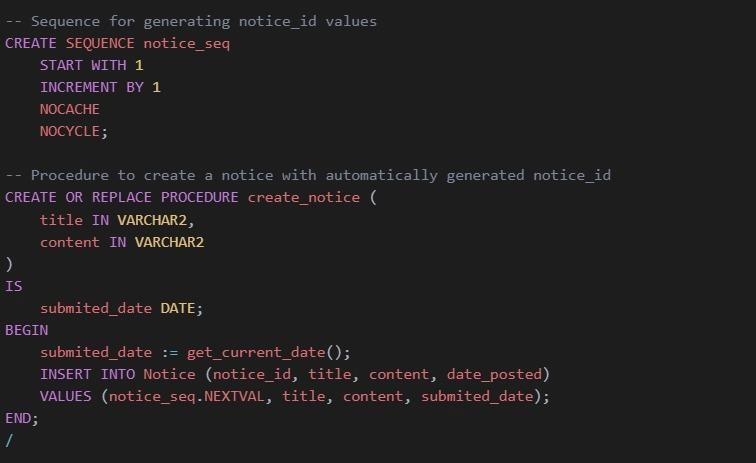 -- Sequence for generating notice_id values
CREATE SEQUENCE notice_seq
    START WITH 1
    INCREMENT BY 1
    NOCACHE
    NOCYCLE;

-- Procedure to create a notice with automatically generated notice_id
CREATE OR REPLACE PROCEDURE create_notice (
    title IN VARCHAR2,
    content IN VARCHAR2
)
IS
    submited_date DATE;
BEGIN
    submited_date := get_current_date();
    INSERT INTO Notice (notice_id, title, content, date_posted)
    VALUES (notice_seq.NEXTVAL, title, content, submited_date);
END;
/